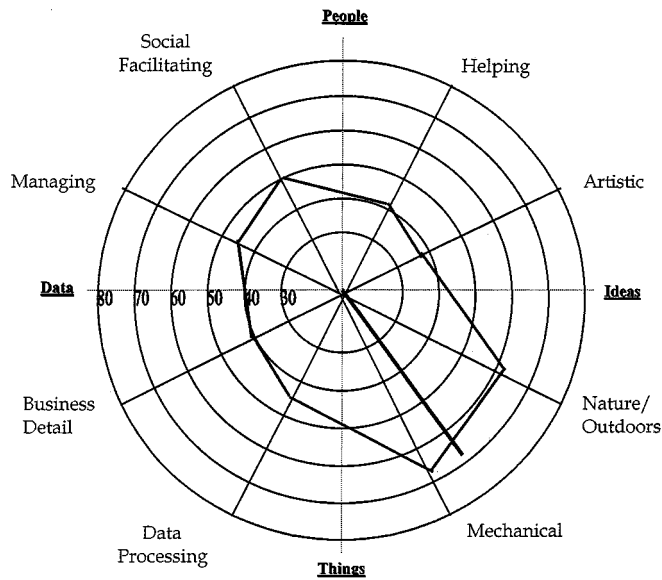 People
Social
Facilitating
Helping
Managing
Artistic
Data
80 70 60 50 40 30
Ideas
Business
Detail
Nature/
Outdoors
Data
Processing
Mechanical
Things